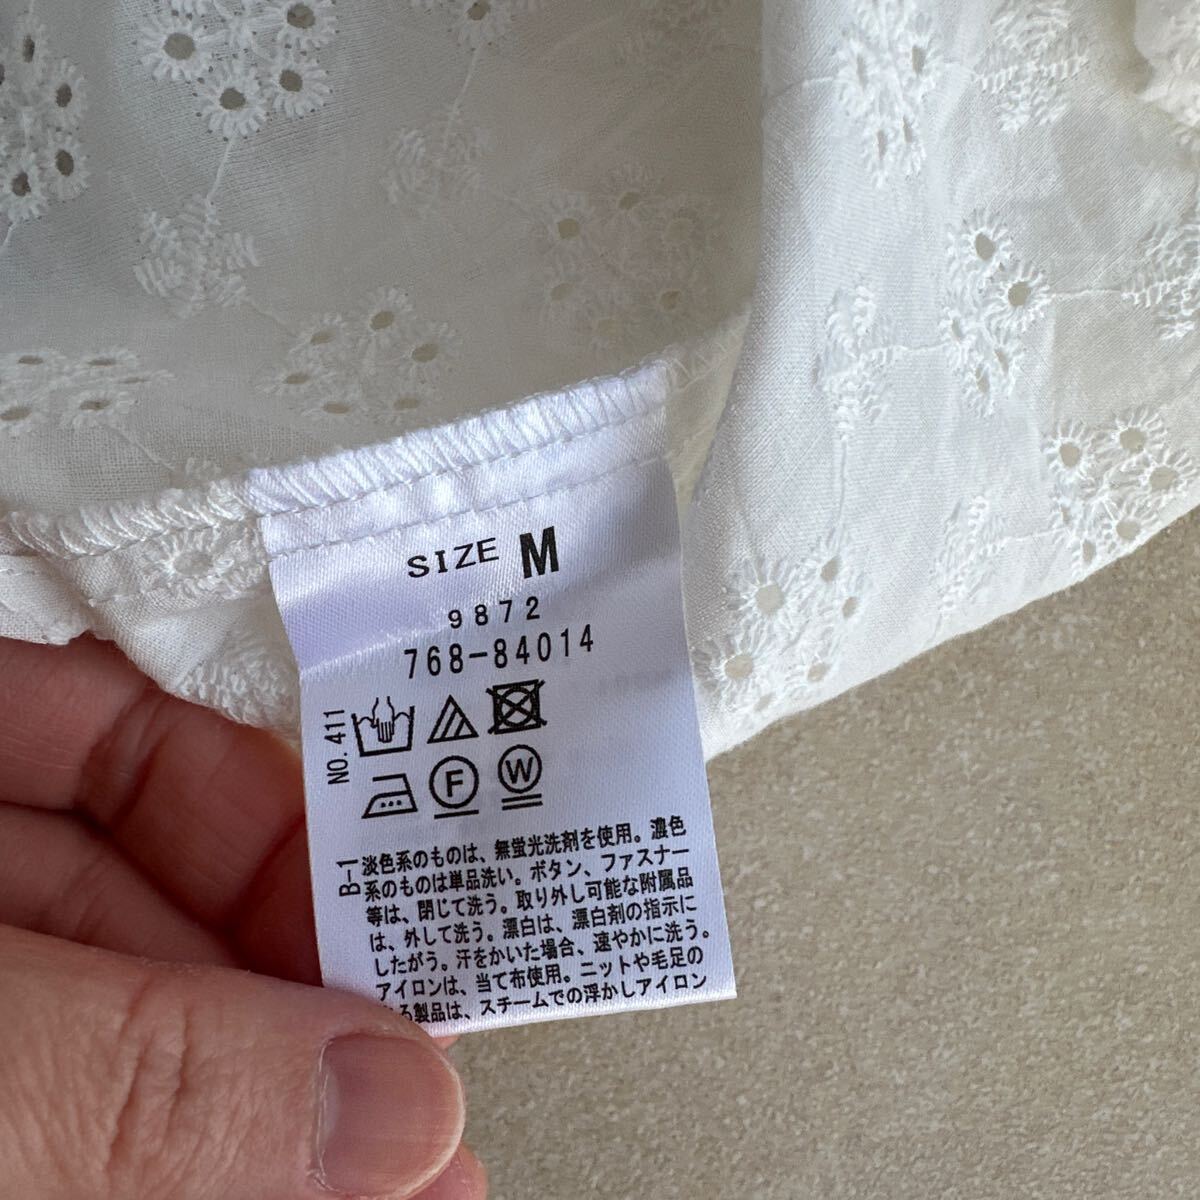 SIZE M
9872
768-84014
NO.411
F
W
B-1
淡色系のものは、無蛍光洗剤を使用。濃色
系のものは単品洗い。ボタン、ファスナー
等は、閉じて洗う。取り外し可能な附属品
は、外して洗う。漂白は、漂白剤の指示に
したがう。汗をかいた場合、速やかに洗う。
アイロンは、当て布使用。ニットや毛足の
る製品は、スチームでの浮かしアイロン